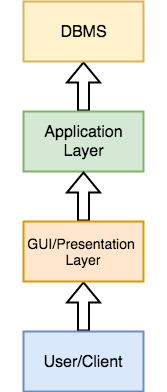 DBMS
Application
Layer
GUI/Presentation
Layer
User/Client